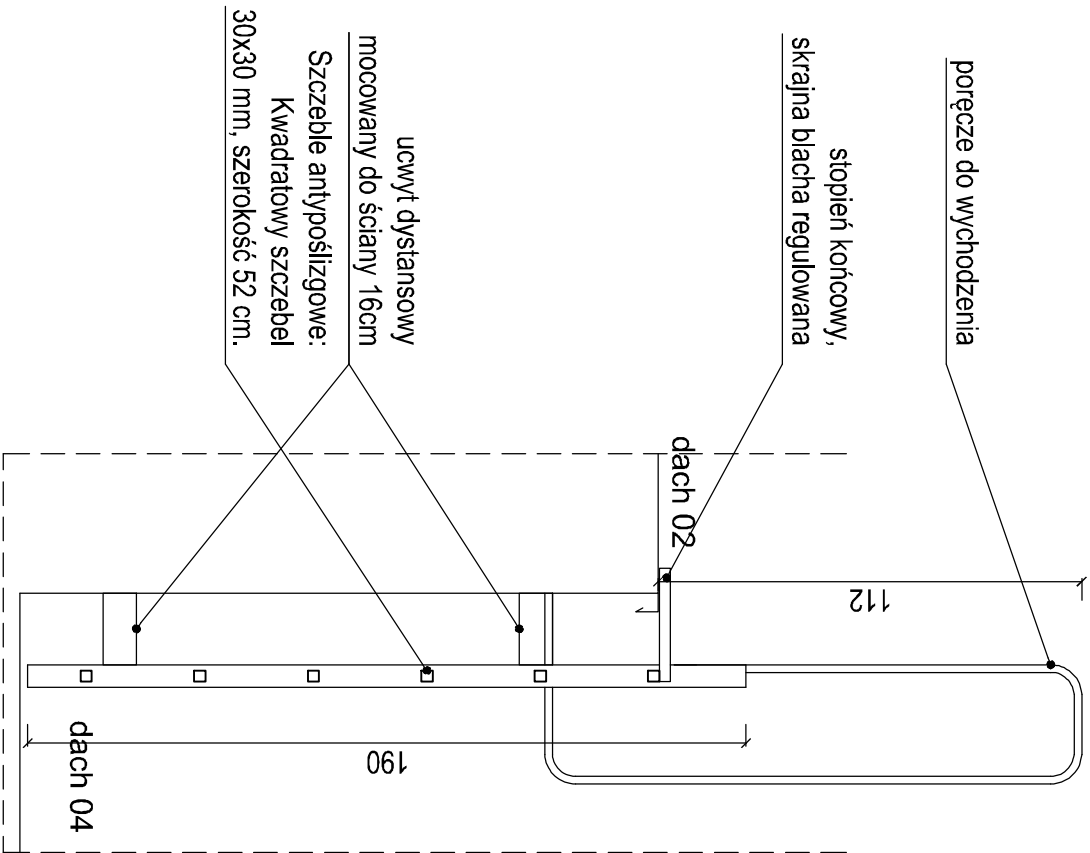 poręcze do wychodzenia
stopień końcowy,
skrajna blacha regulowana
ucwyt dystansowy
mocowany do ściany 16cm
Szczeble antypoślizgowe:
Kwadratowy szczebel
30x30 mm, szerokość 52 cm.
dach 02
112
190
dach 04